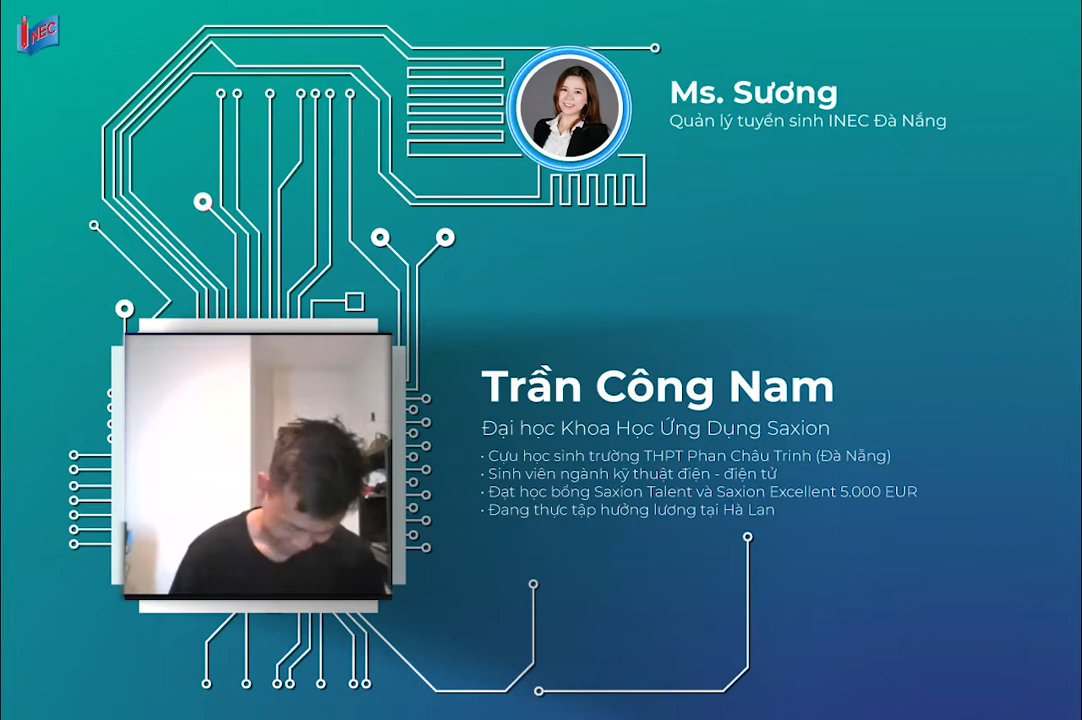 INEC
Ms. Sương
Quản lý tuyển sinh INEC Đà Nẵng
Trần Công Nam
Đại học Khoa Học Ứng Dụng Saxion
• Cựu học sinh trường THPT Phan Châu Trinh (Đà Nẵng)
• Sinh viên ngành kỹ thuật điện - điện tử
• Đạt học bổng Saxion Talent và Saxion Excellent 5.000 EUR
• Đang thực tập hưởng lương tại Hà Lan